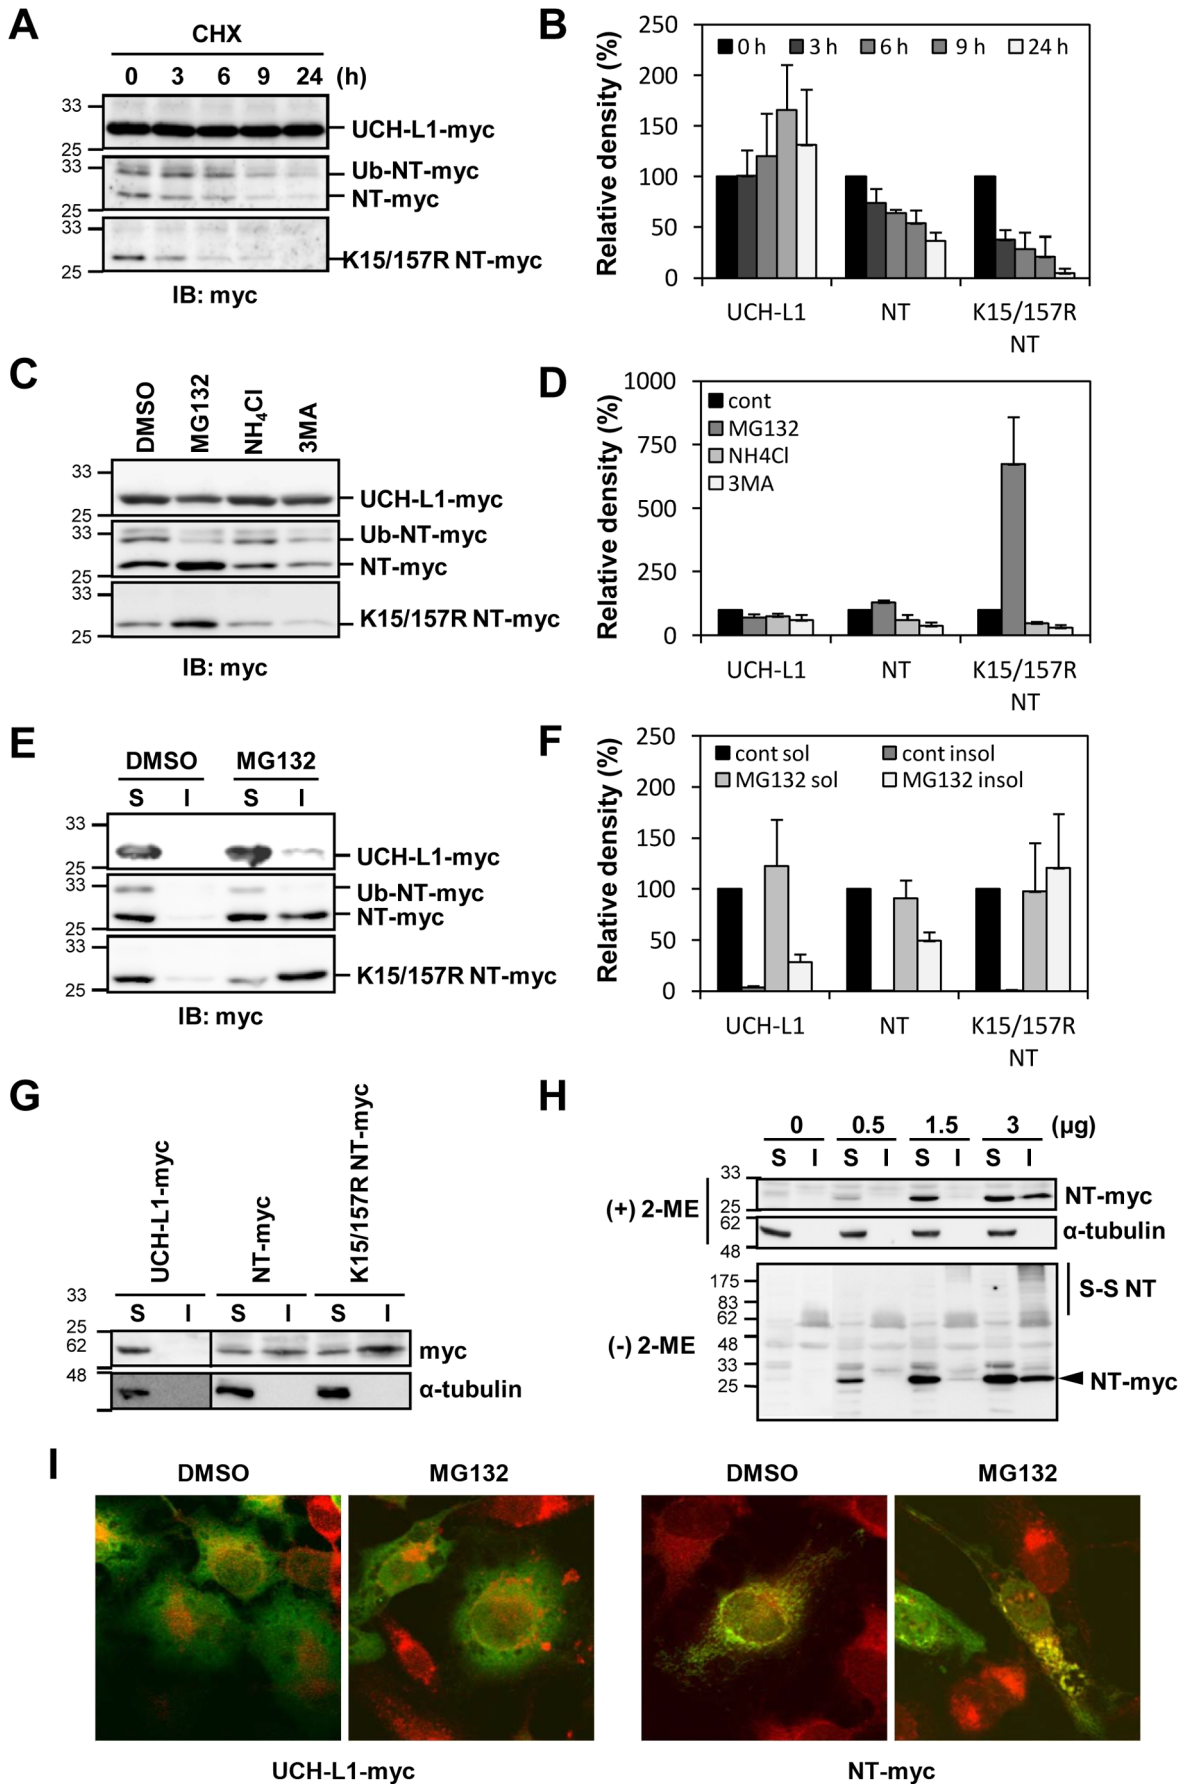 A
CHX
0 3 6 9 24 (h)
33
25
UCH-L1-myc
33
25
Ub-NT-myc
NT-myc
33
25
K15/157R NT-myc
IB: myc
B
Relative density (%)
250
200
150
100
50
0
0 h 3 h 6 h 9 h 24 h
UCH-L1 NT K15/157R
NT
C
DMSO MG132 NH4Cl 3MA
33
25
UCH-L1-myc
33
25
Ub-NT-myc
NT-myc
33
25
K15/157R NT-myc
IB: myc
D
Relative density (%)
1000
750
500
250
0
cont
MG132
NH4Cl
3MA
UCH-L1 NT K15/157R
NT
E
DMSO MG132
S I S I
33
25
UCH-L1-myc
33
25
Ub-NT-myc
NT-myc
33
25
K15/157R NT-myc
IB: myc
F
Relative density (%)
250
200
150
100
50
0
cont sol cont insol
MG132 sol MG132 insol
UCH-L1 NT K15/157R
NT
G
UCH-L1-myc NT-myc K15/157R NT-myc
S I S I S I
33
25
62
48
myc
α-tubulin
H
0 0.5 1.5 3 (µg)
S I S I S I S I
(+) 2-ME
33
25
NT-myc
62
48
α-tubulin
(-) 2-ME
175
83
62
48
33
25
S-S NT
NT-myc
I
DMSO MG132 DMSO MG132
UCH-L1-myc NT-myc